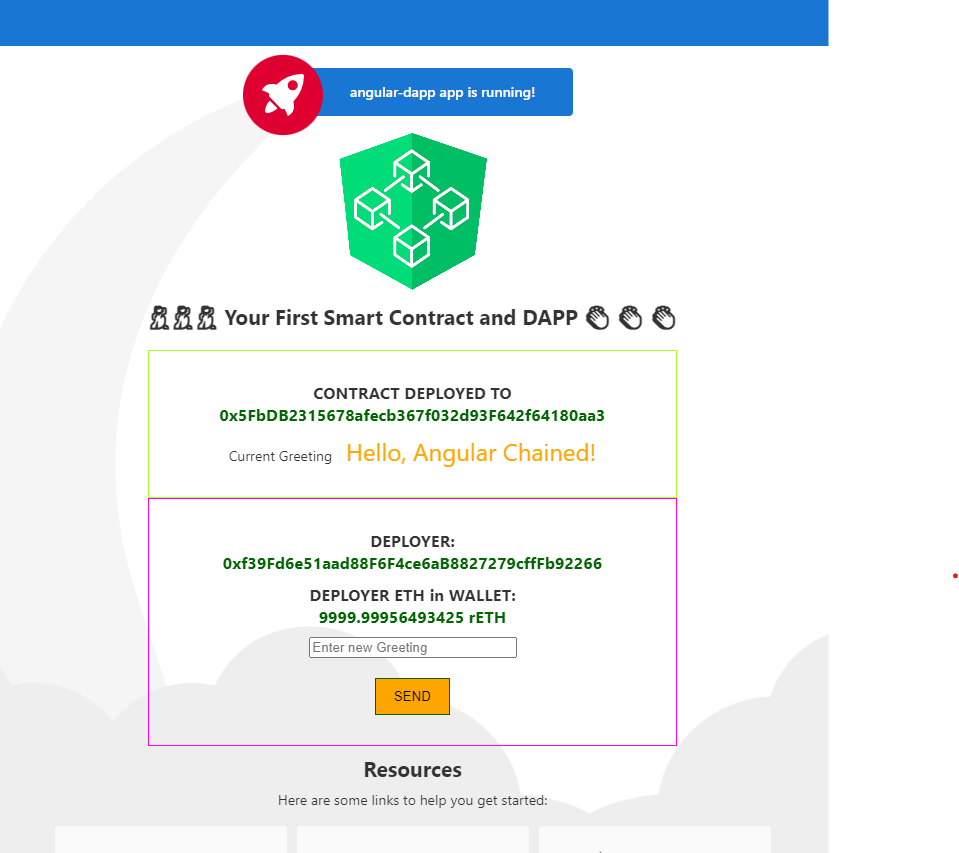 angular-dapp app is running!
Your First Smart Contract and DAPP
CONTRACT DEPLOYED TO
0x5FbDB2315678afecb367f032d93F642f64180aa3
Current Greeting Hello, Angular Chained!
DEPLOYER:
0xf39Fd6e51aad88F6F4ce6aB8827279cffFb92266
DEPLOYER ETH in WALLET:
9999.99956493425 rETH
Enter new Greeting
SEND
Resources
Here are some links to help you get started: